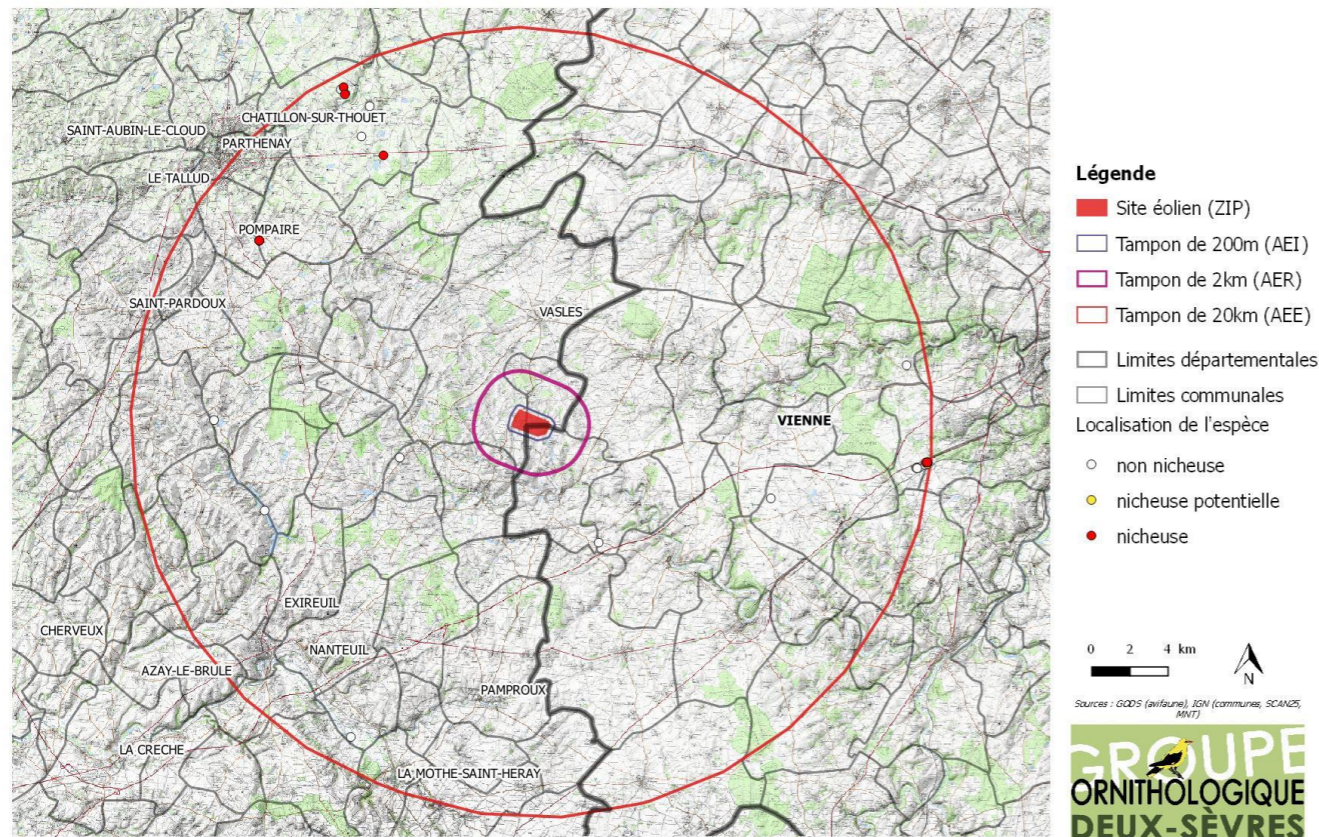 CHATILLON-SUR-THOUET
SAINT-AUBIN-LE-CLOUD
PARTHENAY
LE TALLUD
POMPAIRE
SAINT-PARDOUX
VASLES
VIENNE
EXIREUIL
CHERVEUX
NANTEUIL
AZAY-LE-BRULE
PAMPROUX
LA CRECHE
LA MOTHE-SAINT-HERAY
Légende
Site éolien (ZIP)
Tampon de 200m (AEI)
Tampon de 2km (AER)
Tampon de 20km (AEE)
Limites départementales
Limites communales
Localisation de l'espèce
non nicheuse
nicheuse potentielle
nicheuse
0 2 4 km
N
Sources : GODS (avifaune), IGN (communes, SCAN25,
MNT)
GROUPE
ORNITHOLOGIQUE
DEUX-SÈVRES